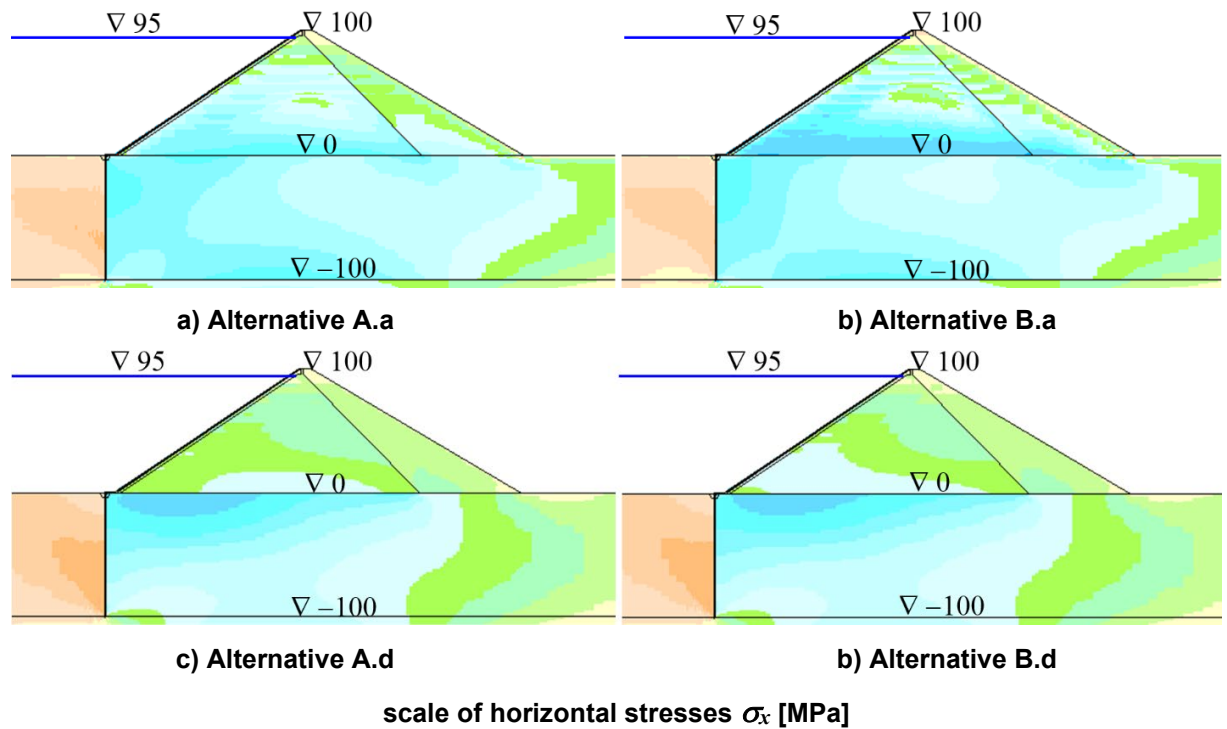 ∇ 95 ∇ 100
∇ 0
∇ –100
a) Alternative A.a
∇ 95 ∇ 100
∇ 0
∇ –100
b) Alternative B.a
∇ 95 ∇ 100
∇ 0
∇ –100
c) Alternative A.d
∇ 95 ∇ 100
∇ 0
∇ –100
b) Alternative B.d
scale of horizontal stresses σx [MPa]